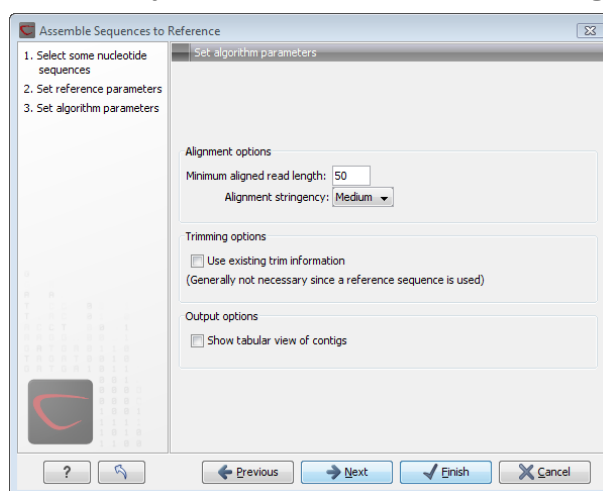 Assemble Sequences to Reference
1. Select some nucleotide
sequences
2. Set reference parameters
3. Set algorithm parameters
Set algorithm parameters
Alignment options
Minimum aligned read length: 50
Alignment stringency: Medium
Trimming options
Use existing trim information
(Generally not necessary since a reference sequence is used)
Output options
Show tabular view of contigs
?
Previous
Next
Finish
Cancel